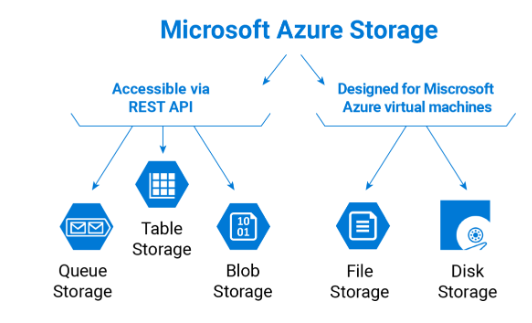 Microsoft Azure Storage
Accessible via
REST API
Designed for Miscrosoft
Azure virtual machines
10
01
Queue
Storage
Table
Storage
Blob
Storage
File
Storage
Disk
Storage